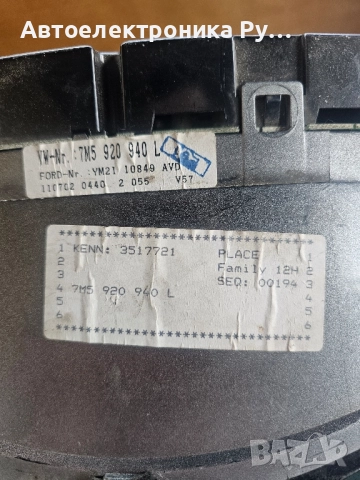 Автоелектроника Ру...
VW-Nr.:7M5 920 940 L
FORD-Nr.:YM21 10849 AVD
110702 0440 2 055 V57
1 KENN: 3517721 PLACE 1
2 Family 12H 2
3 SEQ: 00194 3
4 7M5 920 940 L 4
5 5
6 6
BAZAR